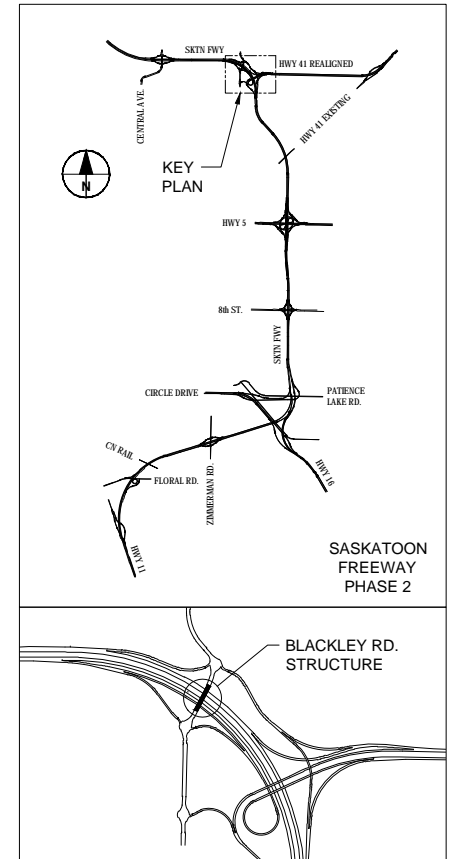 SKTN FWY
HWY 41 REALIGNED
CENTRAL AVE.
HWY 41 EXISTING
KEY
PLAN
N
HWY 5
8th ST.
SKTN FWY
CIRCLE DRIVE
PATIENCE
LAKE RD.
CN RAIL
FLORAL RD.
ZIMMERMAN RD.
HWY 16
HWY 11
SASKATOON
FREEWAY
PHASE 2
BLACKLEY RD.
STRUCTURE